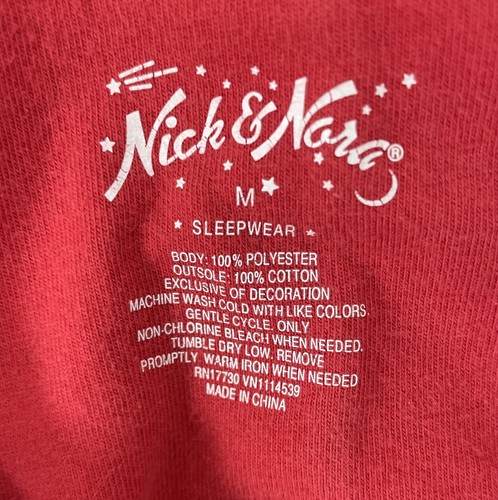 Nick & Nora®
M
SLEEPWEAR
BODY: 100% POLYESTER
OUTSOLE: 100% COTTON
EXCLUSIVE OF DECORATION
MACHINE WASH COLD WITH LIKE COLORS.
GENTLE CYCLE. ONLY
NON-CHLORINE BLEACH WHEN NEEDED.
TUMBLE DRY LOW. REMOVE
PROMPTLY. WARM IRON WHEN NEEDED
RN17730 VN1114539
MADE IN CHINA